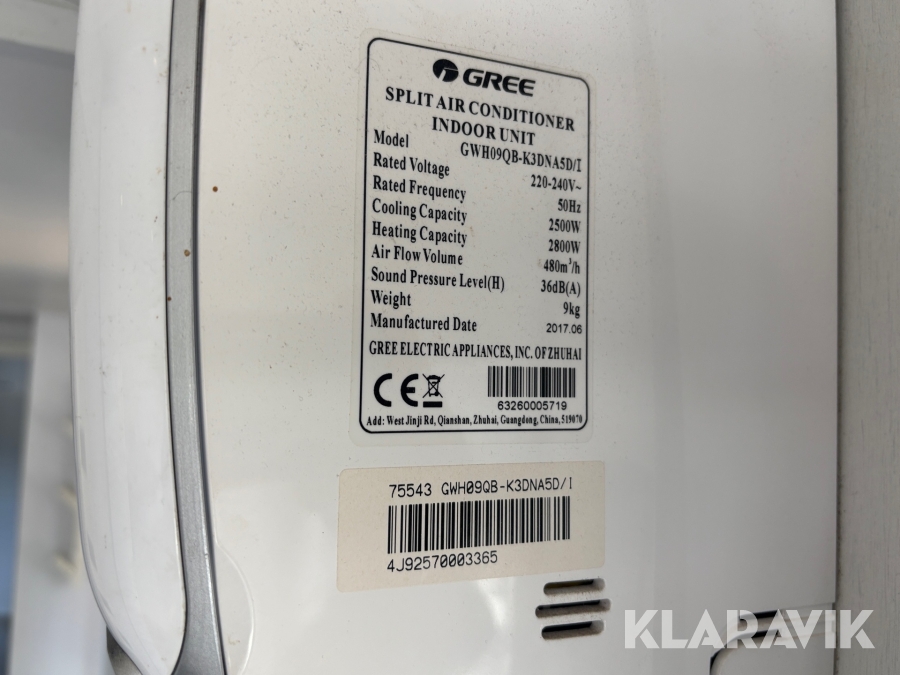 GREE
SPLIT AIR CONDITIONER
INDOOR UNIT
Model GWH09QB-K3DNA5D/I
Rated Voltage 220-240V~
Rated Frequency 50Hz
Cooling Capacity 2500W
Heating Capacity 2800W
Air Flow Volume 480m³/h
Sound Pressure Level(H) 36dB(A)
Weight 9kg
Manufactured Date 2017.06
GREE ELECTRIC APPLIANCES, INC. OF ZHUHAI
CE
63260005719
Add: West Jinji Rd, Qianshan, Zhuhai, Guangdong, China, 519070
75543 GWH09QB-K3DNA5D/I
4J92570003365
KLARAVIK